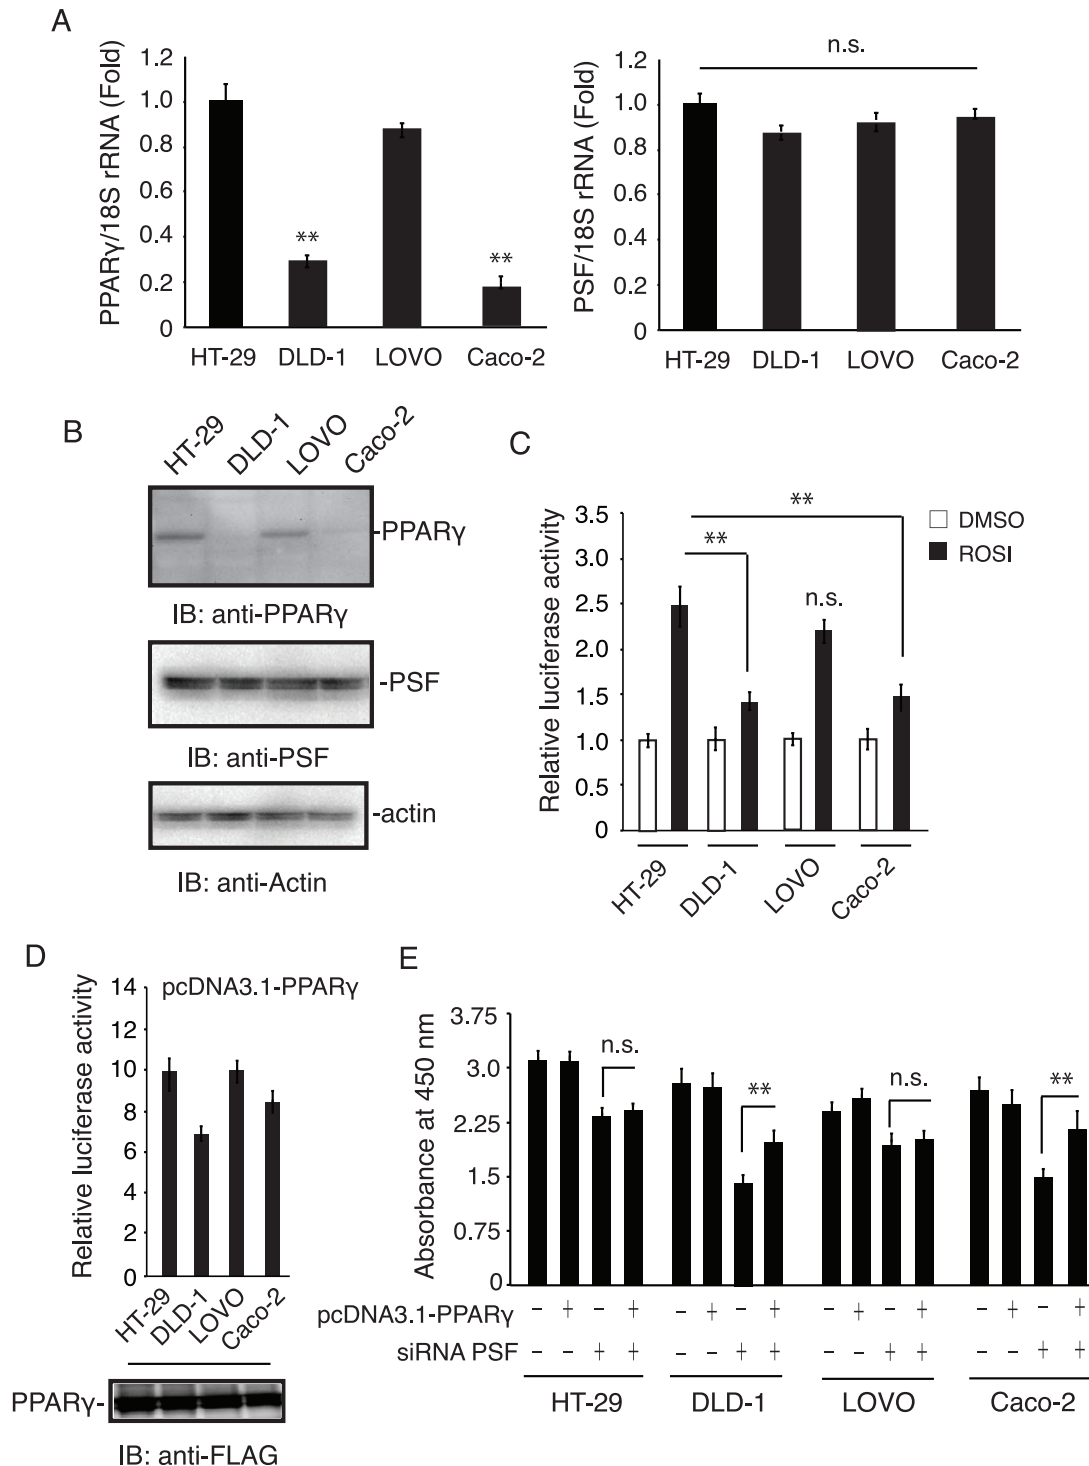 A
PPARγ/18S rRNA (Fold)
1.2
1.0
0.8
0.6
0.4
0.2
0
**
**
HT-29 DLD-1 LOVO Caco-2
PSF/18S rRNA (Fold)
1.2
1.0
0.8
0.6
0.4
0.2
0
n.s.
HT-29 DLD-1 LOVO Caco-2
B
HT-29 DLD-1 LOVO Caco-2
-PPARγ
IB: anti-PPARγ
-PSF
IB: anti-PSF
-actin
IB: anti-Actin
C
Relative luciferase activity
3.5
3.0
2.5
2.0
1.5
1.0
0.5
0
**
**
n.s.
DMSO
ROSI
HT-29 DLD-1 LOVO Caco-2
D
pcDNA3.1-PPARγ
Relative luciferase activity
14
12
10
8
6
4
2
0
HT-29 DLD-1 LOVO Caco-2
PPARγ-
IB: anti-FLAG
E
Absorbance at 450 nm
3.75
3.0
2.25
1.5
0.75
0
n.s.
**
n.s.
**
pcDNA3.1-PPARγ - + - + - + - + - + - + - + - +
siRNA PSF - - + + - - + + - - + + - - + +
HT-29 DLD-1 LOVO Caco-2